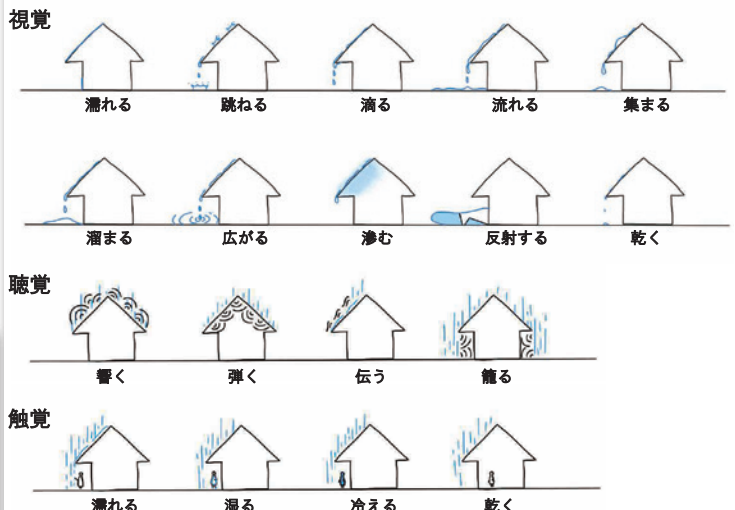 視覚
濡れる 跳ねる 滴る 流れる 集まる
溜まる 広がる 滲む 反射する 乾く
聴覚
響く 弾く 伝う 籠る
触覚
濡れる 湿る 冷える 乾く